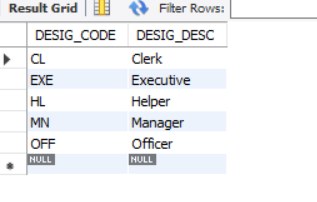 Result Grid Filter Rows:
DESIG_CODE DESIG_DESC
CL Clerk
EXE Executive
HL Helper
MN Manager
OFF Officer
NULL NULL